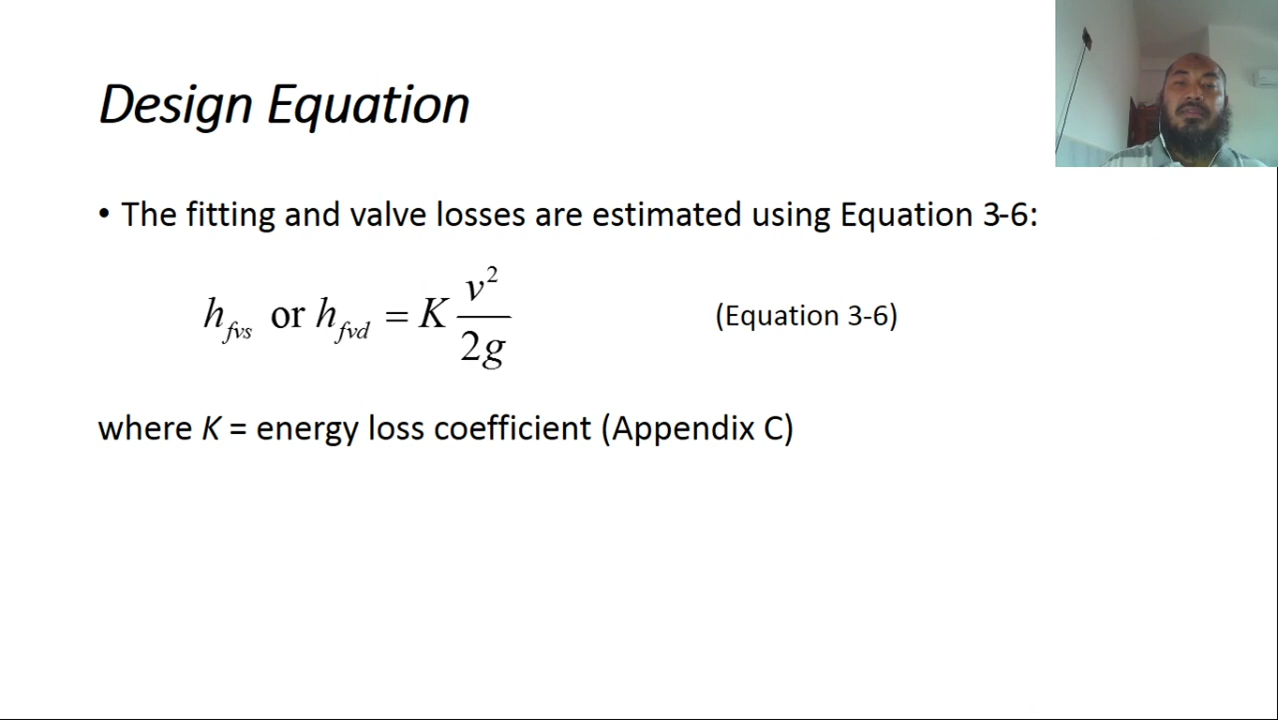 Design Equation
• The fitting and valve losses are estimated using Equation 3-6:
h_fvs or h_fvd = K v²/2g (Equation 3-6)
where K = energy loss coefficient (Appendix C)